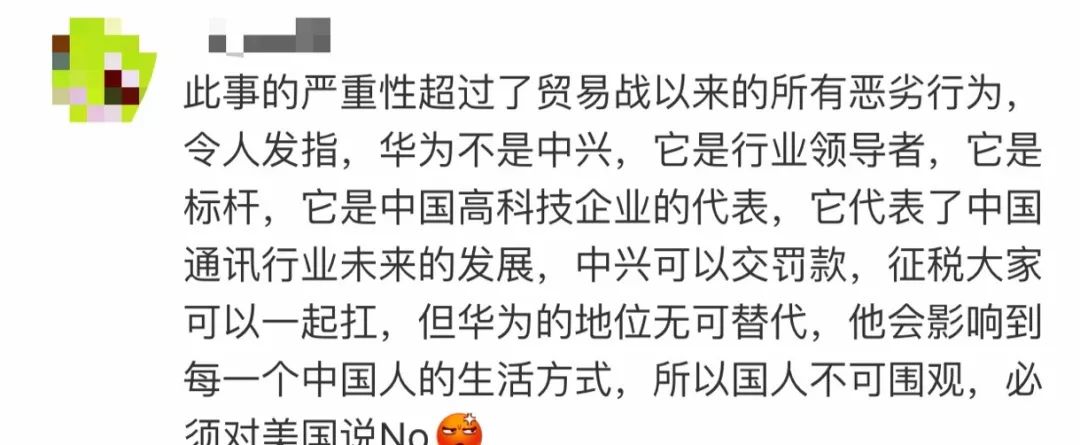 此事的严重性超过了贸易战以来的所有恶劣行为，
令人发指，华为不是中兴，它是行业领导者，它是
标杆，它是中国高科技企业的代表，它代表了中国
通讯行业未来的发展，中兴可以交罚款，征税大家
可以一起扛，但华为的地位无可替代，他会影响到
每一个中国人的生活方式，所以国人不可围观，必
须对美国说No